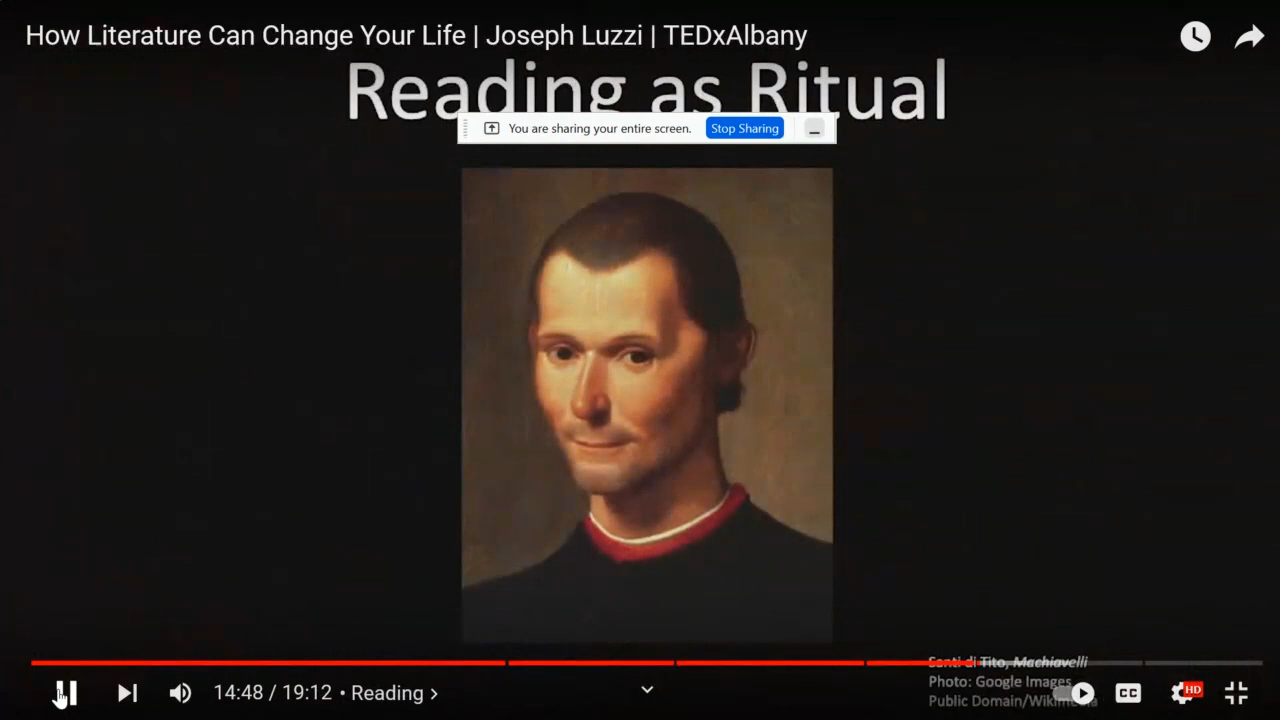 How Literature Can Change Your Life | Joseph Luzzi | TEDxAlbany
Reading as Ritual
You are sharing your entire screen. Stop Sharing
Santi di Tito, Machiavelli
Photo: Google Images
Public Domain/Wikimedia
14:48 / 19:12 • Reading ›
CC
HD